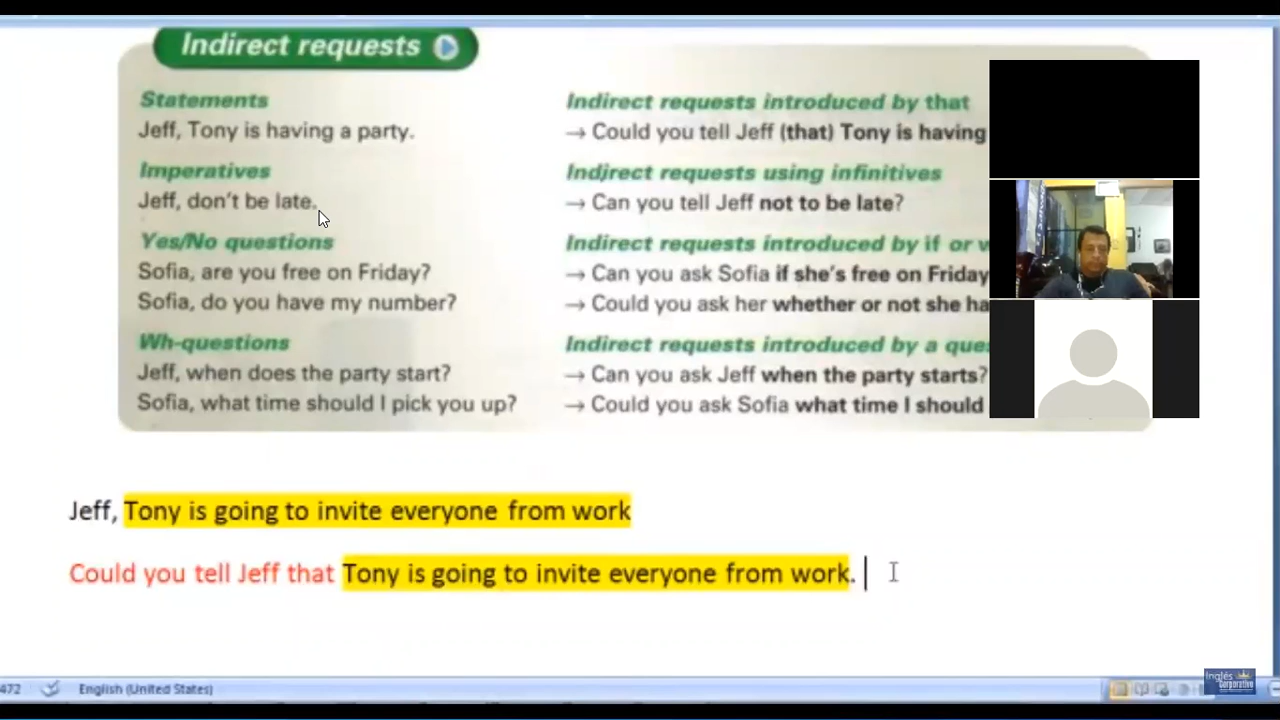 Indirect requests
Statements
Jeff, Tony is having a party.
Imperatives
Jeff, don't be late.
Yes/No questions
Sofia, are you free on Friday?
Sofia, do you have my number?
Wh-questions
Jeff, when does the party start?
Sofia, what time should I pick you up?
Indirect requests introduced by that
→ Could you tell Jeff (that) Tony is having
Indirect requests using infinitives
→ Can you tell Jeff not to be late?
Indirect requests introduced by if or w
→ Can you ask Sofia if she's free on Friday
→ Could you ask her whether or not she ha
Indirect requests introduced by a ques
→ Can you ask Jeff when the party starts?
→ Could you ask Sofia what time I should
Jeff, Tony is going to invite everyone from work
Could you tell Jeff that Tony is going to invite everyone from work.
472 English (United States)
Inglés
Corporativo